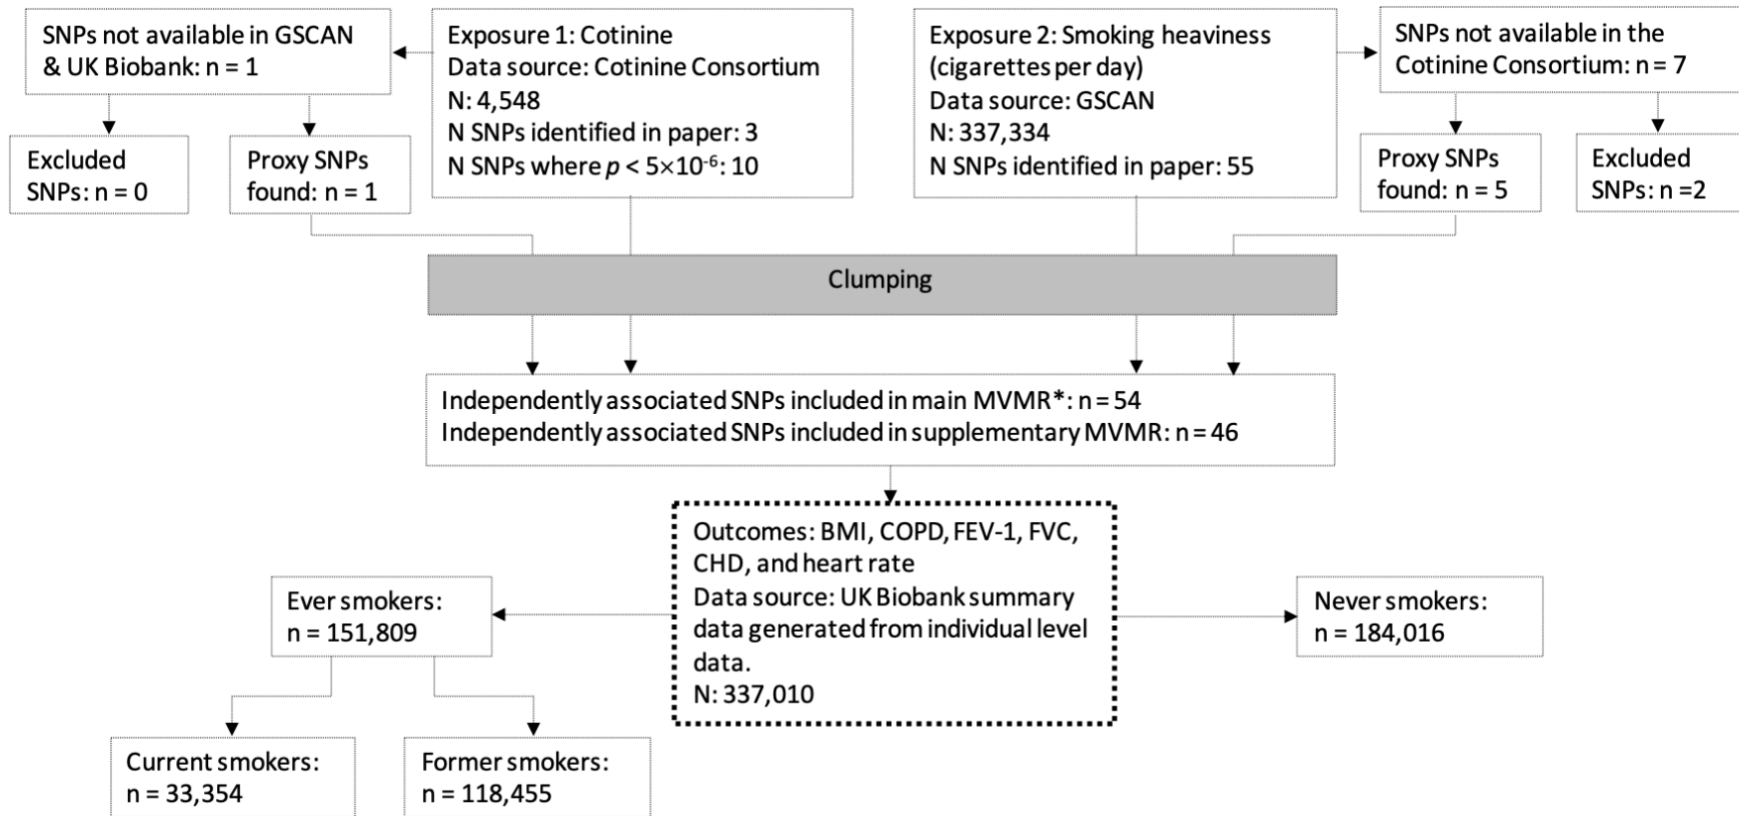 SNPs not available in GSCAN
& UK Biobank: n = 1
Excluded
SNPs: n = 0
Proxy SNPs
found: n = 1
Exposure 1: Cotinine
Data source: Cotinine Consortium
N: 4,548
N SNPs identified in paper: 3
N SNPs where p < 5×10⁻⁶: 10
Exposure 2: Smoking heaviness
(cigarettes per day)
Data source: GSCAN
N: 337,334
N SNPs identified in paper: 55
SNPs not available in the
Cotinine Consortium: n = 7
Proxy SNPs
found: n = 5
Excluded
SNPs: n =2
Clumping
Independently associated SNPs included in main MVMR*: n = 54
Independently associated SNPs included in supplementary MVMR: n = 46
Outcomes: BMI, COPD, FEV-1, FVC,
CHD, and heart rate
Data source: UK Biobank summary
data generated from individual level
data.
N: 337,010
Ever smokers:
n = 151,809
Never smokers:
n = 184,016
Current smokers:
n = 33,354
Former smokers:
n = 118,455